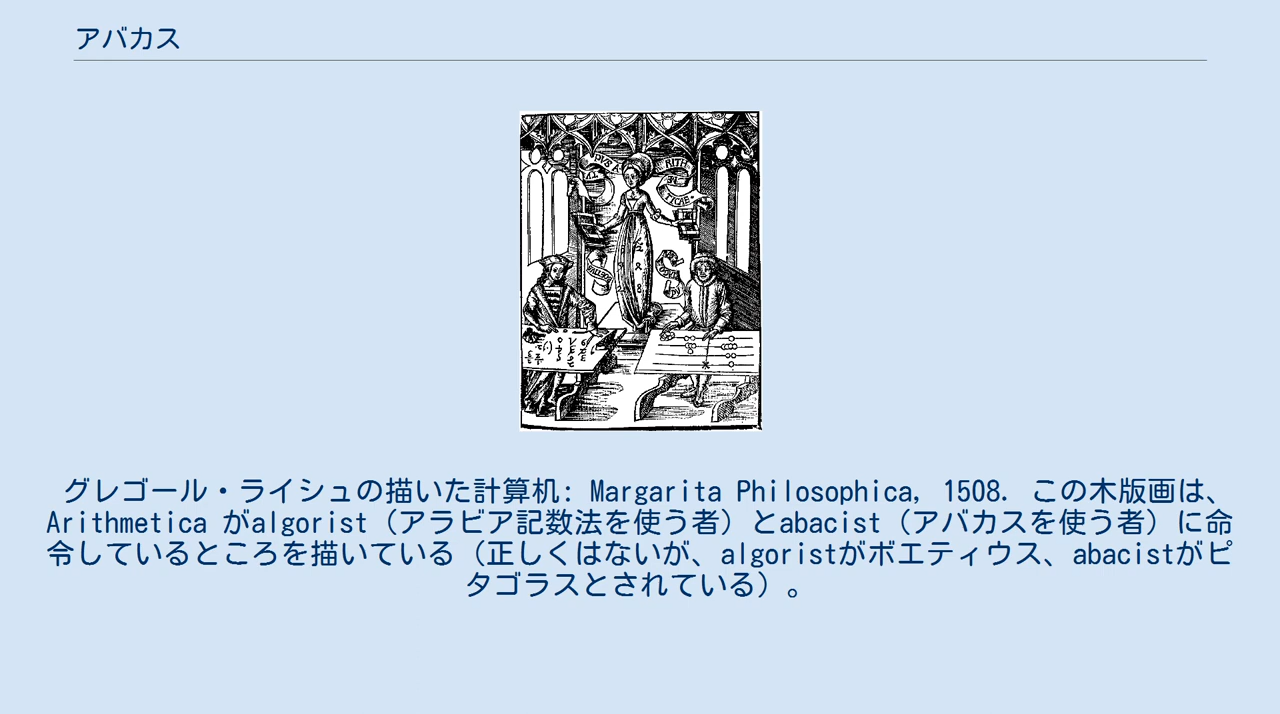 アバカス
グレゴール・ライシュの描いた計算机: Margarita Philosophica, 1508. この木版画は、
Arithmetica がalgorist（アラビア記数法を使う者）とabacist（アバカスを使う者）に命
令しているところを描いている（正しくはないが、algoristがボエティウス、abacistがピ
タゴラスとされている）。